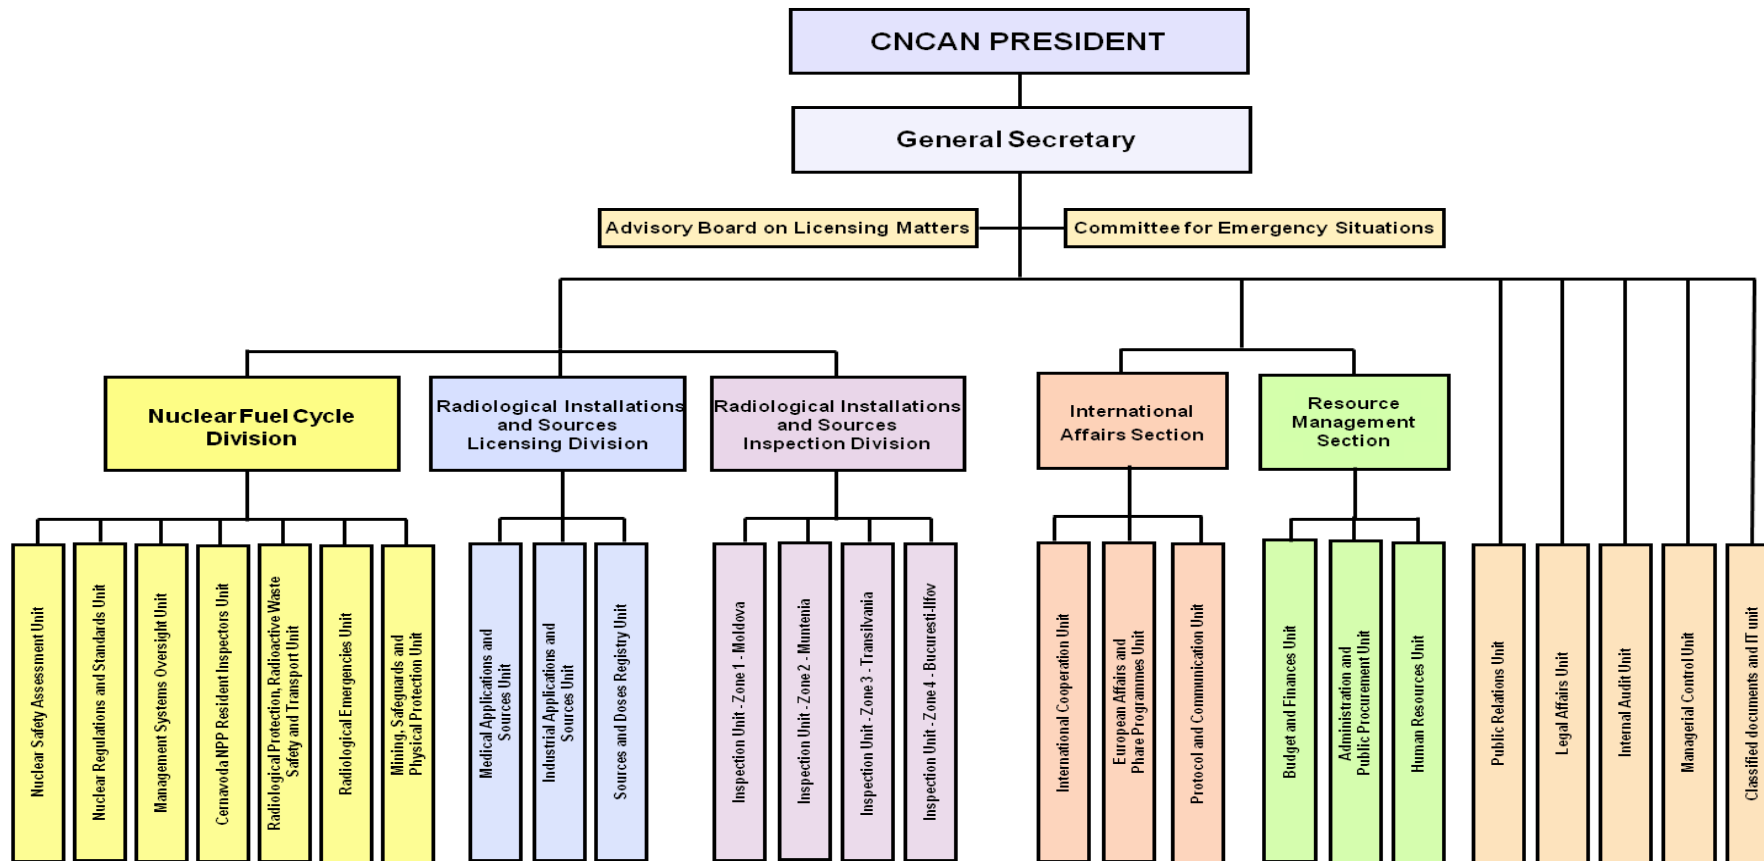 CNCAN PRESIDENT
General Secretary
Advisory Board on Licensing Matters
Committee for Emergency Situations
Nuclear Fuel Cycle
Division
Radiological Installations
and Sources
Licensing Division
Radiological Installations
and Sources
Inspection Division
International
Affairs Section
Resource
Management
Section
Nuclear Safety Assessment Unit
Nuclear Regulations and Standards Unit
Management Systems Oversight Unit
Cernavoda NPP Resident Inspectors Unit
Radiological Protection, Radioactive Waste
Safety and Transport Unit
Radiological Emergencies Unit
Mining, Safeguards and
Physical Protection Unit
Medical Applications and
Sources Unit
Industrial Applications and
Sources Unit
Sources and Doses Registry Unit
Inspection Unit - Zone 1 - Moldova
Inspection Unit - Zone 2 - Muntenia
Inspection Unit - Zone 3 - Transilvania
Inspection Unit - Zone 4 - Bucuresti-Ilfov
International Cooperation Unit
European Affairs and
Phare Programmes Unit
Protocol and Communication Unit
Budget and Finances Unit
Administration and
Public Procurement Unit
Human Resources Unit
Public Relations Unit
Legal Affairs Unit
Internal Audit Unit
Managerial Control Unit
Classified documents and IT unit